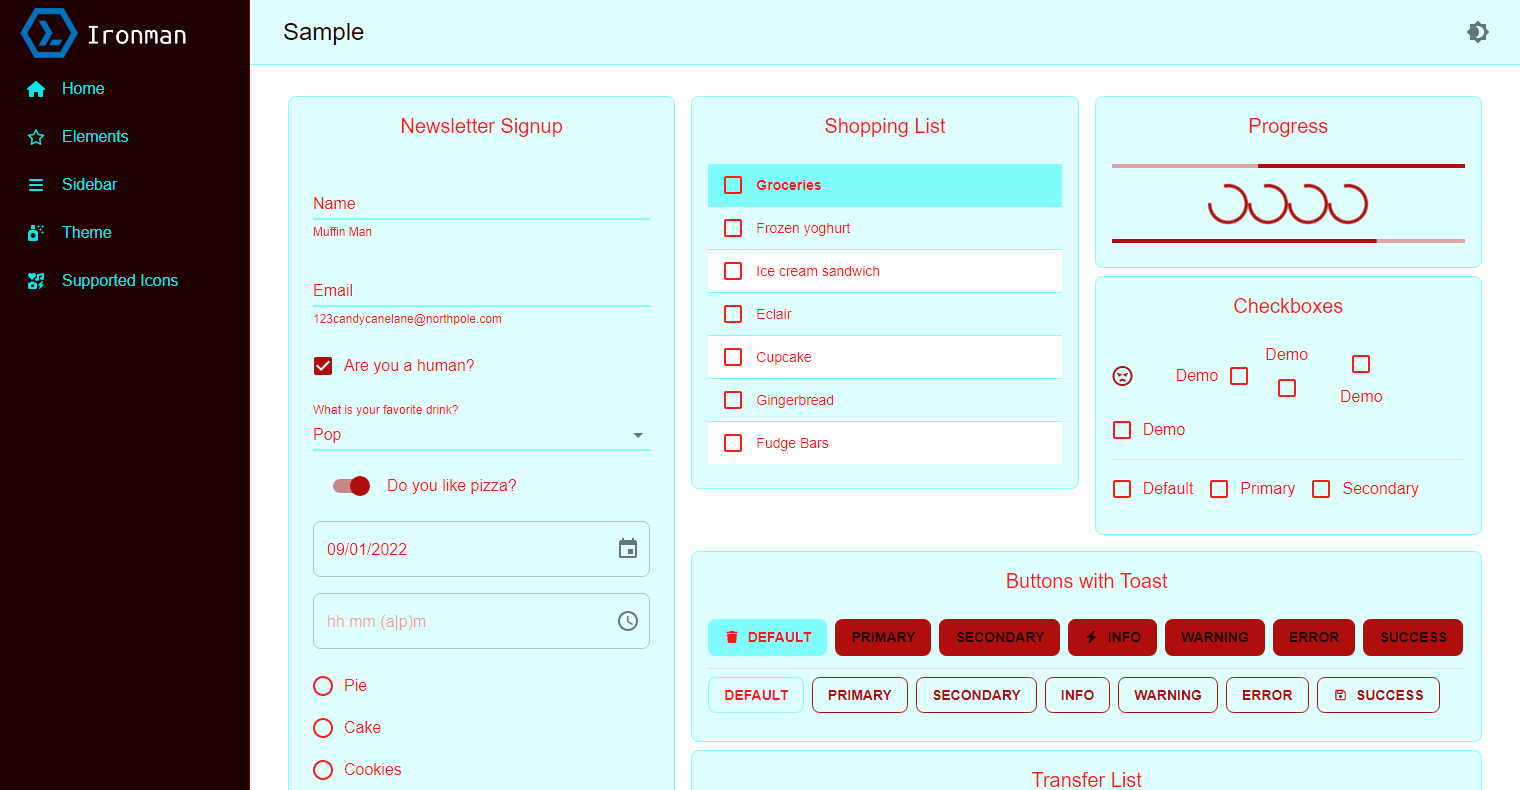 Ironman
Home
Elements
Sidebar
Theme
Supported Icons
Sample
Newsletter Signup
Name
Muffin Man
Email
123candycanelane@northpole.com
Are you a human?
What is your favorite drink?
Pop
Do you like pizza?
09/01/2022
hh:mm (a|p)m
Pie
Cake
Cookies
Shopping List
Groceries
Frozen yoghurt
Ice cream sandwich
Eclair
Cupcake
Gingerbread
Fudge Bars
Progress
Checkboxes
Demo
Demo
Demo
Demo
Default Primary Secondary
Buttons with Toast
DEFAULT PRIMARY SECONDARY INFO WARNING ERROR SUCCESS
DEFAULT PRIMARY SECONDARY INFO WARNING ERROR SUCCESS
Transfer List